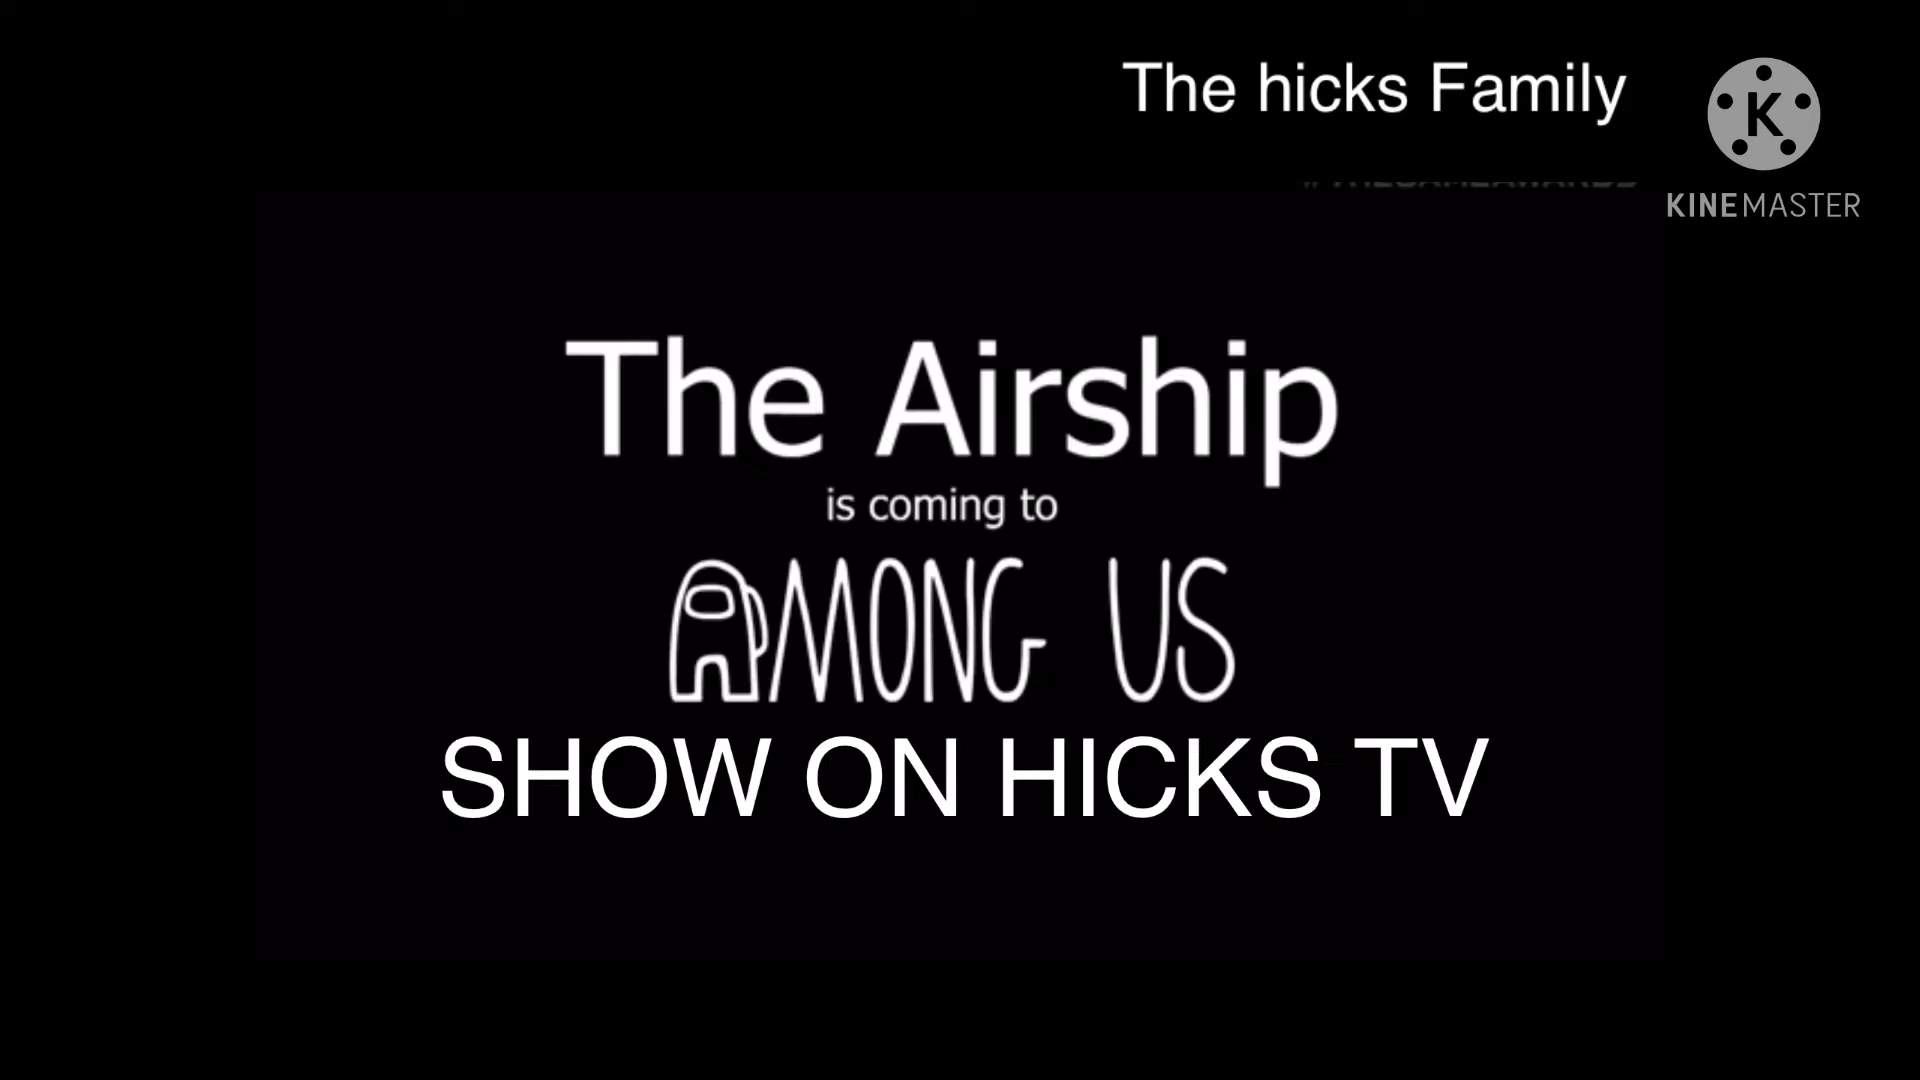 The hicks Family
K
KINEMASTER
The Airship
is coming to
AMONG US
SHOW ON HICKS TV